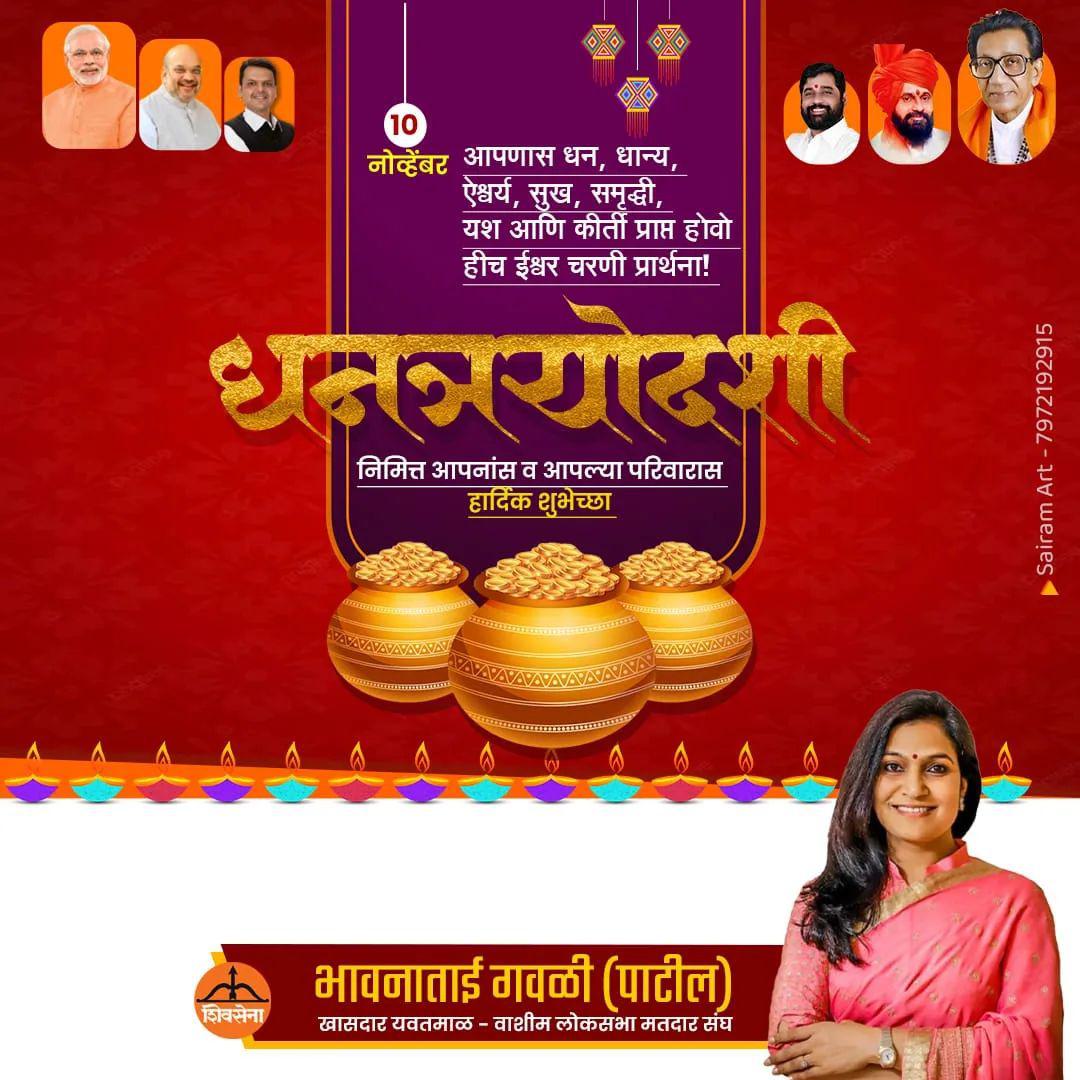 10
नोव्हेंबर
आपणास धन, धान्य,
ऐश्वर्य, सुख, समृद्धी,
यश आणि कीर्ती प्राप्त होवो
हीच ईश्वर चरणी प्रार्थना!
धनत्रयोदशी
निमित्त आपनांस व आपल्या परिवारास
हार्दिक शुभेच्छा
Sairam Art - 7972192915
शिवसेना
भावनाताई गवळी (पाटील)
खासदार यवतमाळ - वाशीम लोकसभा मतदार संघ